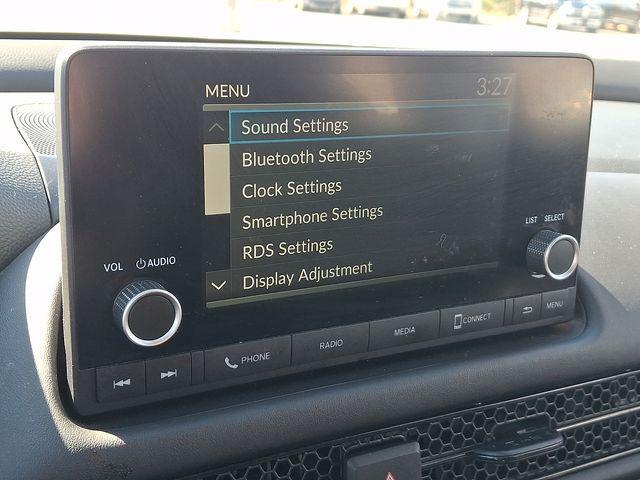 MENU 3:27
Sound Settings
Bluetooth Settings
Clock Settings
Smartphone Settings
RDS Settings
Display Adjustment
VOL AUDIO
LIST SELECT
PHONE RADIO MEDIA CONNECT MENU